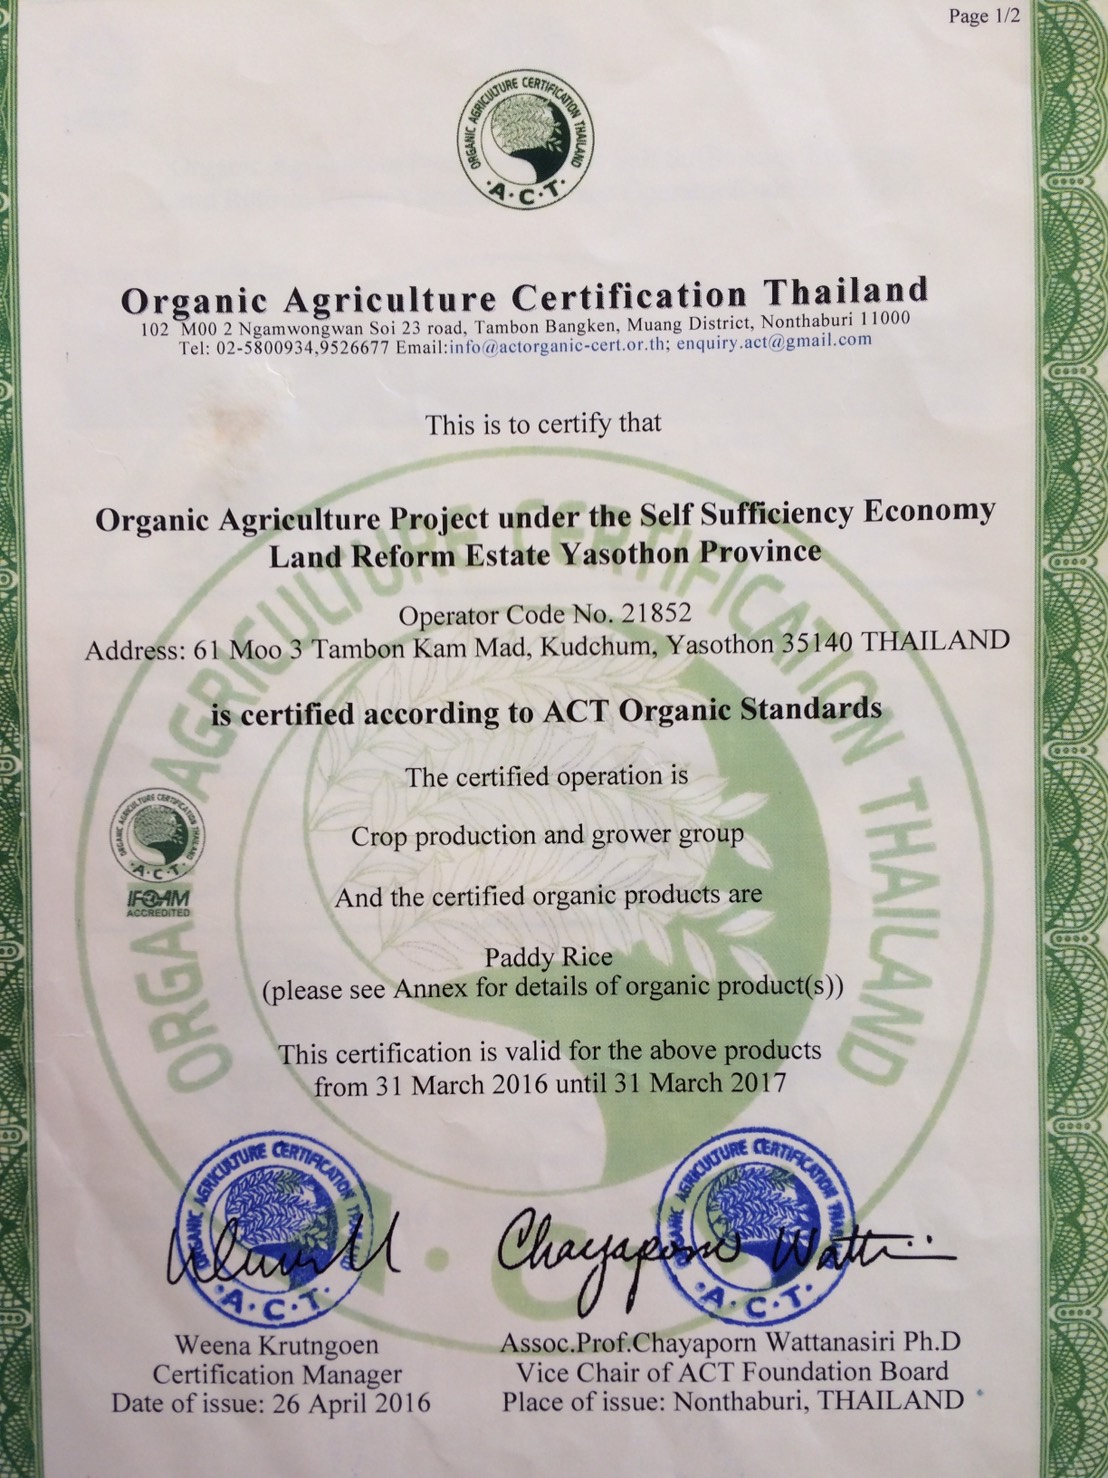 Page 1/2
ORGANIC AGRICULTURE CERTIFICATION THAILAND
·A·C·T·
Organic Agriculture Certification Thailand
102 M00 2 Ngamwongwan Soi 23 road, Tambon Bangken, Muang District, Nonthaburi 11000
Tel: 02-5800934,9526677 Email:info@actorganic-cert.or.th; enquiry.act@gmail.com
This is to certify that
Organic Agriculture Project under the Self Sufficiency Economy
Land Reform Estate Yasothon Province
Operator Code No. 21852
Address: 61 Moo 3 Tambon Kam Mad, Kudchum, Yasothon 35140 THAILAND
is certified according to ACT Organic Standards
The certified operation is
Crop production and grower group
ORGANIC AGRICULTURE CERTIFICATION THAILAND
·A·C·T·
IFOAM
ACCREDITED
And the certified organic products are
Paddy Rice
(please see Annex for details of organic product(s))
This certification is valid for the above products
from 31 March 2016 until 31 March 2017
ORGANIC AGRICULTURE CERTIFICATION THAILAND
·A·C·T·
ORGANIC AGRICULTURE CERTIFICATION THAILAND
·A·C·T·
Chayaporn
Weena Krutngoen
Certification Manager
Date of issue: 26 April 2016
Assoc.Prof.Chayaporn Wattanasiri Ph.D
Vice Chair of ACT Foundation Board
Place of issue: Nonthaburi, THAILAND